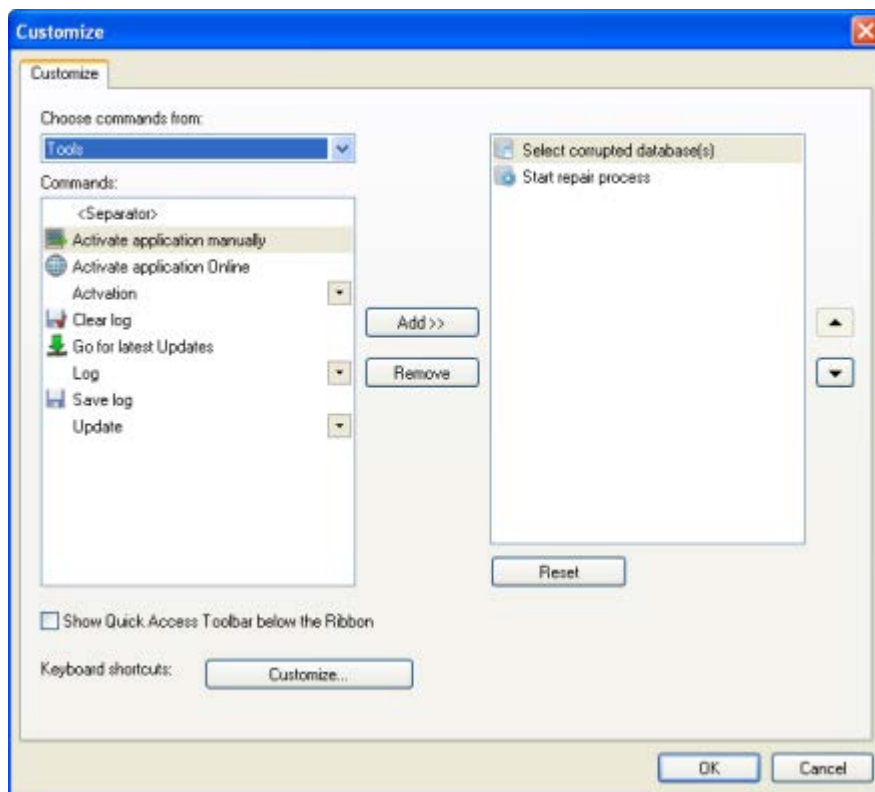 Customize
Customize
Choose commands from:
Tools
Commands:
<Separator>
Activate application manually
Activate application Online
Actvation
Clear log
Go for latest Updates
Log
Save log
Update
Add >>
Remove
Select corrupted database(s)
Start repair process
Reset
Show Quick Access Toolbar below the Ribbon
Keyboard shortcuts:
Customize...
OK
Cancel